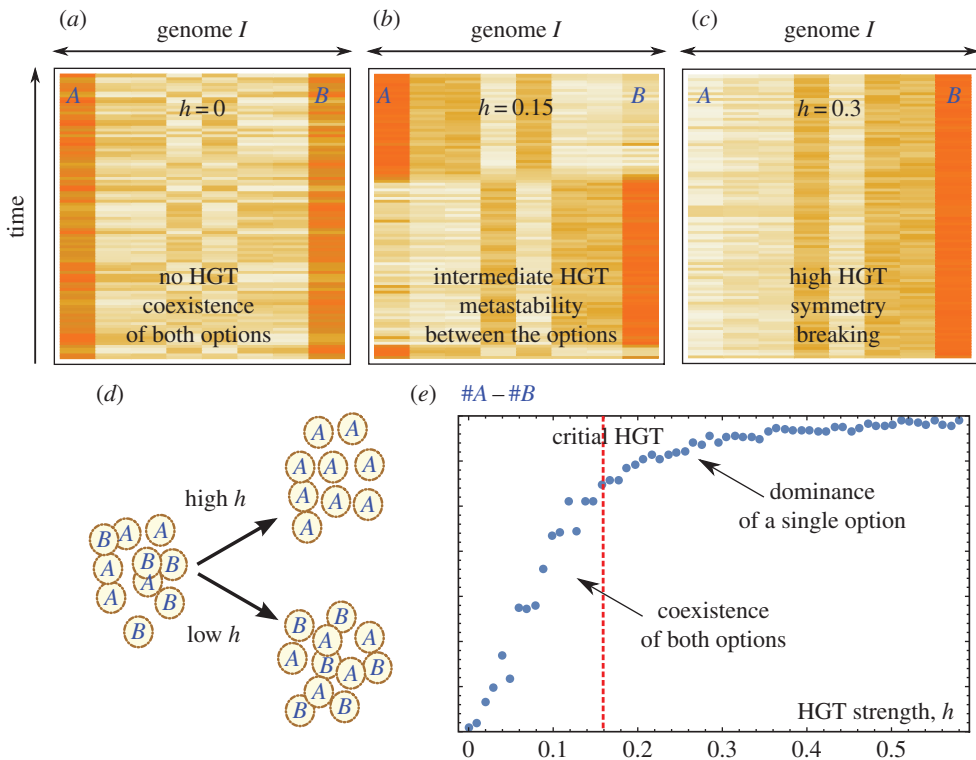 (a)
(b)
(c)
genome I
genome I
genome I
time
A
B
h = 0
no HGT
coexistence
of both options
A
B
h = 0.15
intermediate HGT
metastability
between the options
A
B
h = 0.3
high HGT
symmetry
breaking
(d)
B
A
A
A
B
B
A
A
B
B
high h
low h
A
A
A
A
A
A
A
A
A
B
B
A
A
A
B
A
B
A
B
B
(e)
#A – #B
critial HGT
dominance
of a single option
coexistence
of both options
HGT strength, h
0
0.1
0.2
0.3
0.4
0.5